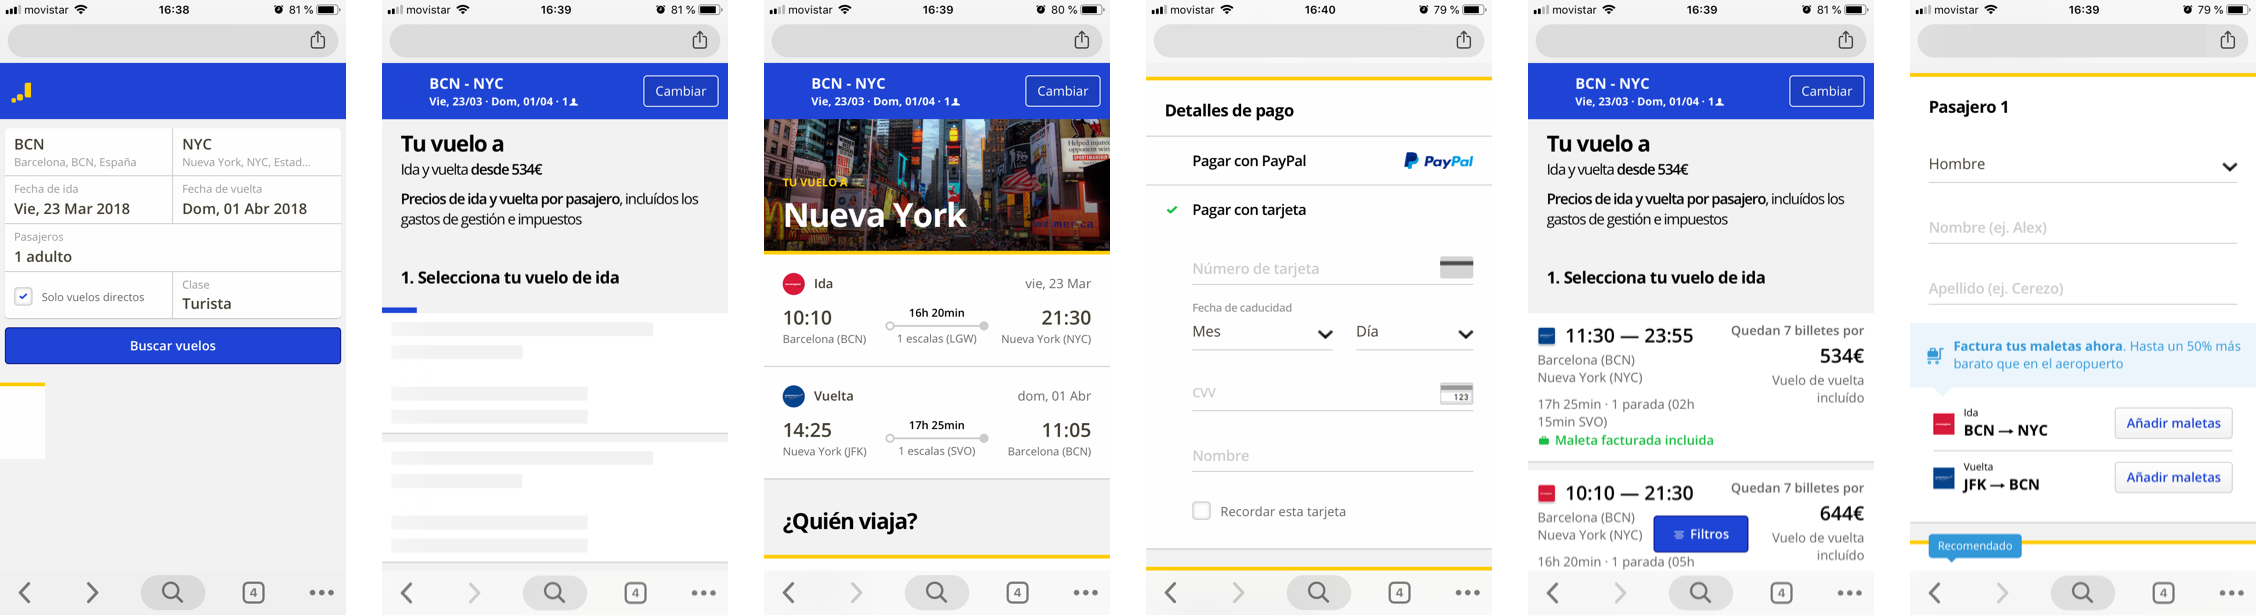 movistar 16:38 81 %
BCN
Barcelona, BCN, España
NYC
Nueva York, NYC, Estad...
Fecha de ida
Vie, 23 Mar 2018
Fecha de vuelta
Dom, 01 Abr 2018
Pasajeros
1 adulto
Solo vuelos directos
Clase
Turista
Buscar vuelos
4
movistar 16:39 81 %
BCN - NYC
Vie, 23/03 · Dom, 01/04 · 1
Cambiar
Tu vuelo a
Ida y vuelta desde 534€
Precios de ida y vuelta por pasajero, incluídos los
gastos de gestión e impuestos
1. Selecciona tu vuelo de ida
4
movistar 16:39 80 %
BCN - NYC
Vie, 23/03 · Dom, 01/04 · 1
Cambiar
TU VUELO A
Nueva York
Ida vie, 23 Mar
10:10 16h 20min 21:30
Barcelona (BCN) 1 escalas (LGW) Nueva York (NYC)
Vuelta dom, 01 Abr
14:25 17h 25min 11:05
Nueva York (JFK) 1 escalas (SVO) Barcelona (BCN)
¿Quién viaja?
4
movistar 16:40 79 %
Detalles de pago
Pagar con PayPal PayPal
Pagar con tarjeta
Número de tarjeta
Fecha de caducidad
Mes Día
CVV 123
Nombre
Recordar esta tarjeta
4
movistar 16:39 81 %
BCN - NYC
Vie, 23/03 · Dom, 01/04 · 1
Cambiar
Tu vuelo a
Ida y vuelta desde 534€
Precios de ida y vuelta por pasajero, incluídos los
gastos de gestión e impuestos
1. Selecciona tu vuelo de ida
11:30 — 23:55
Barcelona (BCN)
Nueva York (NYC)
17h 25min · 1 parada (02h
15min SVO)
Maleta facturada incluida
Quedan 7 billetes por
534€
Vuelo de vuelta
incluído
10:10 — 21:30
Barcelona (BCN)
Nueva York (NYC)
16h 20min · 1 parada (05h
Quedan 7 billetes por
644€
Vuelo de vuelta
incluído
Filtros
4
movistar 16:39 79 %
Pasajero 1
Hombre
Nombre (ej. Alex)
Apellido (ej. Cerezo)
Factura tus maletas ahora. Hasta un 50% más
barato que en el aeropuerto
Ida
BCN → NYC
Añadir maletas
Vuelta
JFK → BCN
Añadir maletas
Recomendado
4